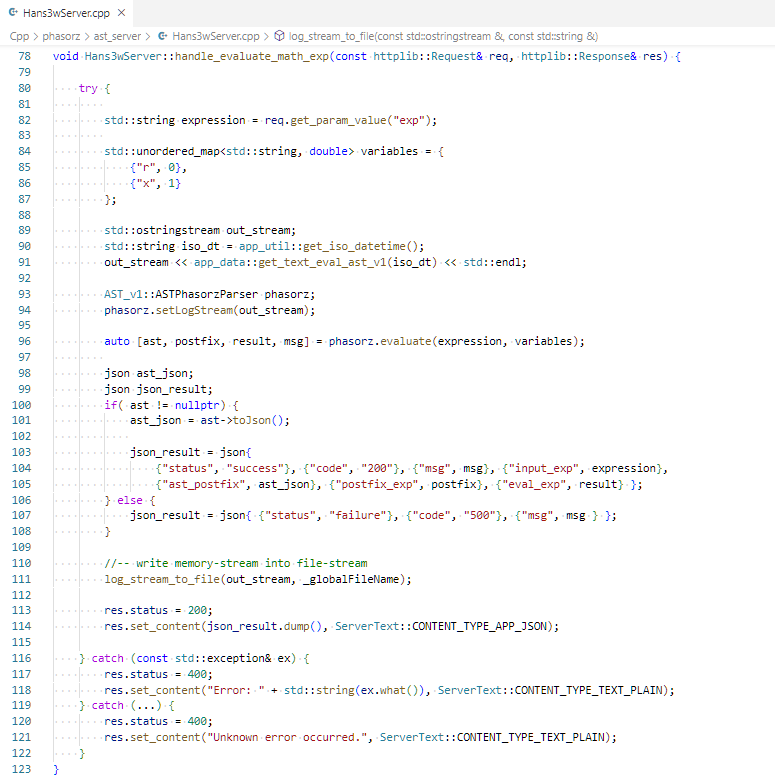 Hans3wServer.cpp ×
Cpp > phasorz > ast_server > Hans3wServer.cpp > log_stream_to_file(const std::ostringstream &, const std::string &)
78 void Hans3wServer::handle_evaluate_math_exp(const httplib::Request& req, httplib::Response& res) {
79
80     try {
81
82         std::string expression = req.get_param_value("exp");
83
84         std::unordered_map<std::string, double> variables = {
85             {"r", 0},
86             {"x", 1}
87         };
88
89         std::ostringstream out_stream;
90         std::string iso_dt = app_util::get_iso_datetime();
91         out_stream << app_data::get_text_eval_ast_v1(iso_dt) << std::endl;
92
93         AST_v1::ASTPhasorzParser phasorz;
94         phasorz.setLogStream(out_stream);
95
96         auto [ast, postfix, result, msg] = phasorz.evaluate(expression, variables);
97
98         json ast_json;
99         json json_result;
100         if( ast != nullptr) {
101             ast_json = ast->toJson();
102
103             json_result = json{
104                 {"status", "success"}, {"code", "200"}, {"msg", msg}, {"input_exp", expression},
105                 {"ast_postfix", ast_json}, {"postfix_exp", postfix}, {"eval_exp", result} };
106         } else {
107             json_result = json{ {"status", "failure"}, {"code", "500"}, {"msg", msg } };
108         }
109
110         //-- write memory-stream into file-stream
111         log_stream_to_file(out_stream, _globalFileName);
112
113         res.status = 200;
114         res.set_content(json_result.dump(), ServerText::CONTENT_TYPE_APP_JSON);
115
116     } catch (const std::exception& ex) {
117         res.status = 400;
118         res.set_content("Error: " + std::string(ex.what()), ServerText::CONTENT_TYPE_TEXT_PLAIN);
119     } catch (...) {
120         res.status = 400;
121         res.set_content("Unknown error occurred.", ServerText::CONTENT_TYPE_TEXT_PLAIN);
122     }
123 }